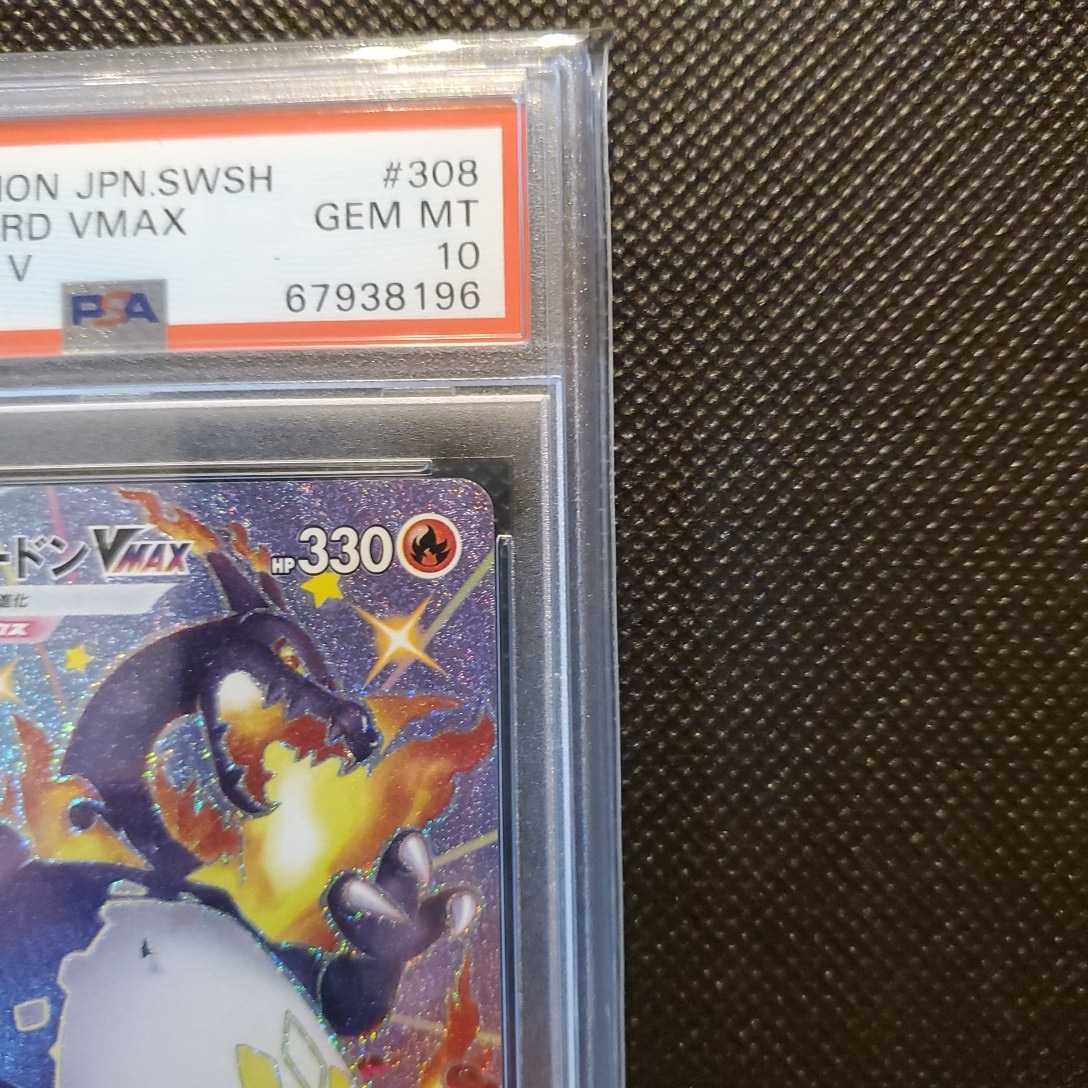 ION JPN.SWSH #308
RD VMAX GEM MT
V 10
PSA 67938196
ードンVMAX HP330
進化
ax